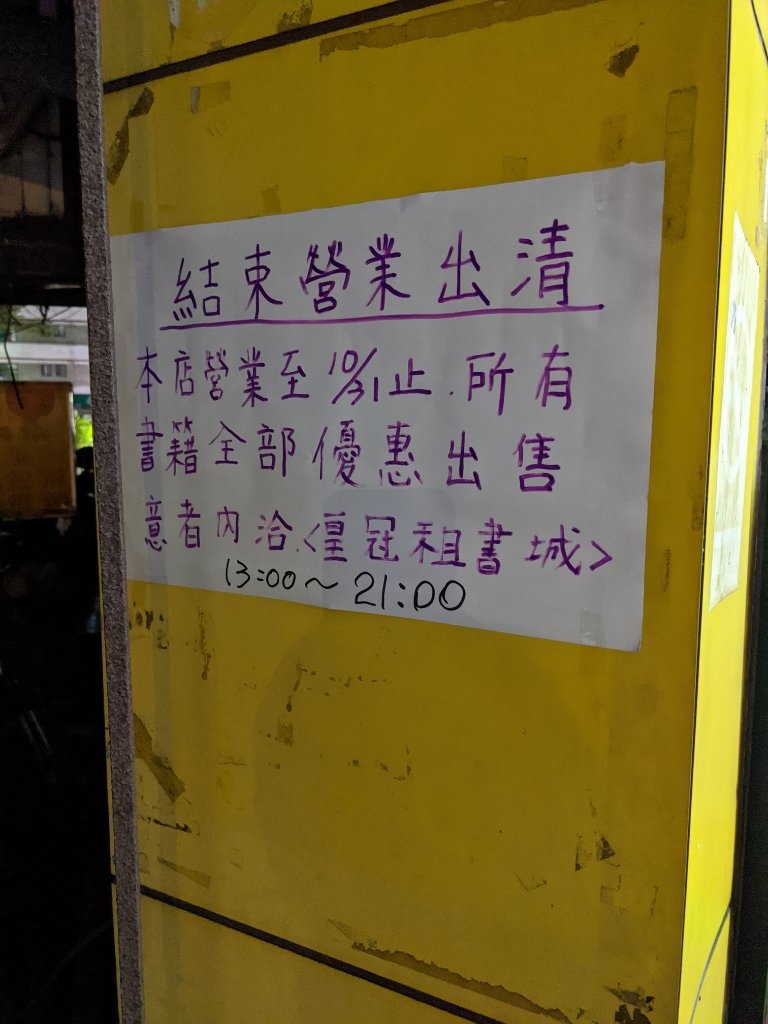 結束營業出清
本店營業至10/31止.所有
書籍全部優惠出售
意者內洽.<皇冠租書城>
13:00~21:00